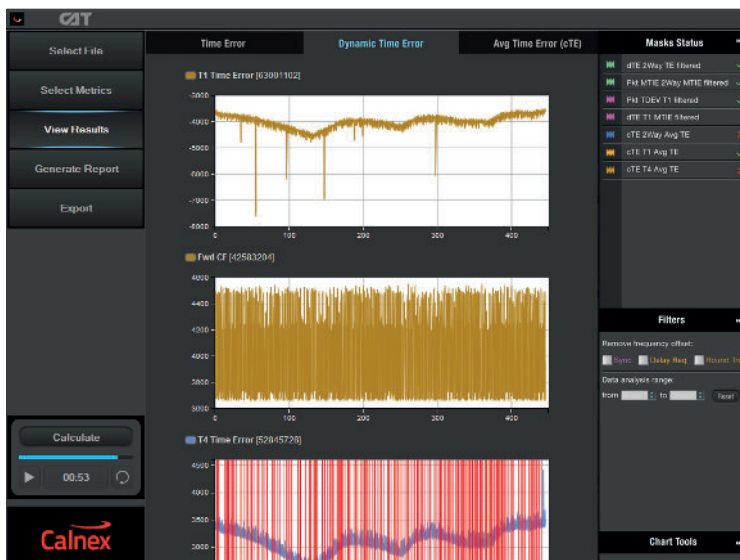 CAT
Select File
Select Metrics
View Results
Generate Report
Export
Calculate
00:53
Calnex
Time Error
Dynamic Time Error
Avg Time Error (cTE)
T1 Time Error [63001102]
-3000
-4000
-5000
-6000
-7000
-8000
0
100
200
300
400
Fwd CF [42583204]
4800
4400
4200
3800
3000
0
100
200
300
400
T4 Time Error [52845728]
4500
4000
3500
3000
Masks Status
dTE 2Way TE filtered
Pkt MTIE 2Way MTIE filtered
Pkt TDEV T1 filtered
dTE T1 MTIE filtered
cTE 2Way Avg TE
cTE T1 Avg TE
cTE T4 Avg TE
Filters
Remove frequency offset:
Sync
Delay Req
Round Tri
Data analysis range:
from
to
Reset
Chart Tools